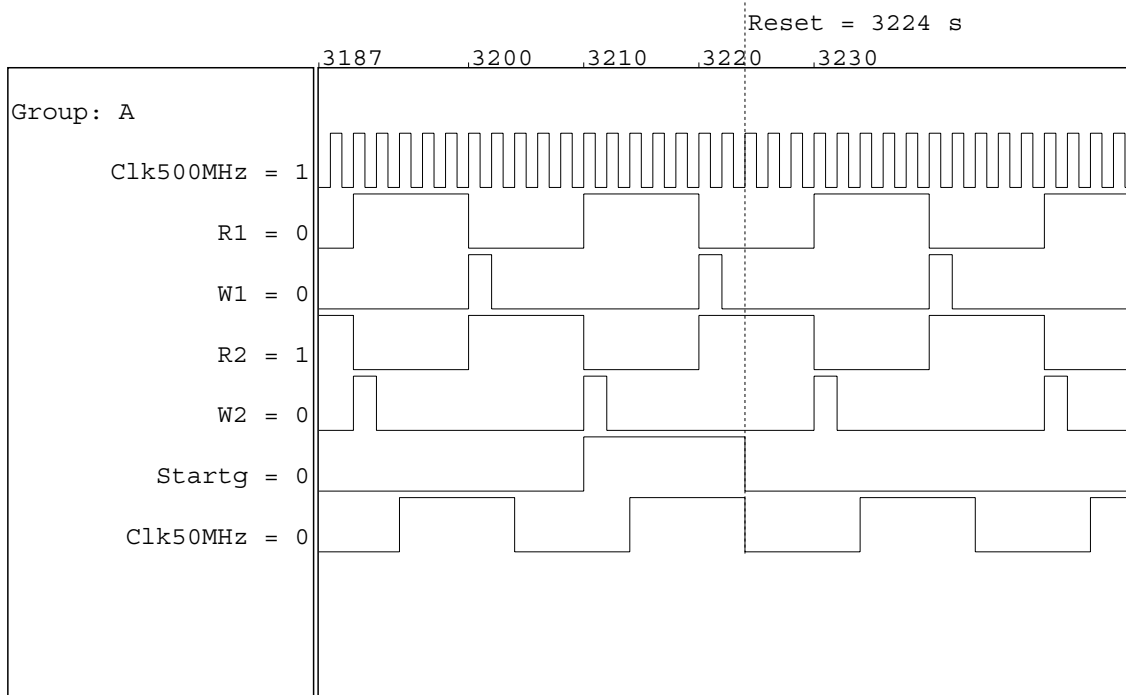 Reset = 3224 s
3187 3200 3210 3220 3230
Group: A
Clk500MHz = 1
R1 = 0
W1 = 0
R2 = 1
W2 = 0
Startg = 0
Clk50MHz = 0